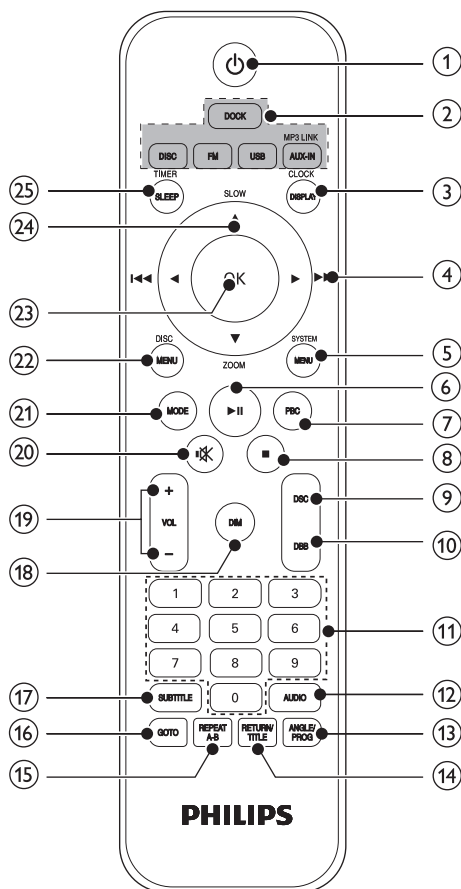 1
2
DOCK
MP3 LINK
DISC FM USB AUX-IN
TIMER CLOCK
25 SLEEP SLOW DISPLAY 3
24
OK 4
23
DISC SYSTEM
22 MENU MENU 5
ZOOM
6
21 MODE PBC 7
20 8
+ DSC 9
19 VOL DIM
− DBB 10
18
1 2 3
4 5 6 11
7 8 9
17 SUBTITLE 0 AUDIO 12
16 GOTO REPEAT A-B RETURN/ TITLE ANGLE/ PROG 13
15 14
PHILIPS